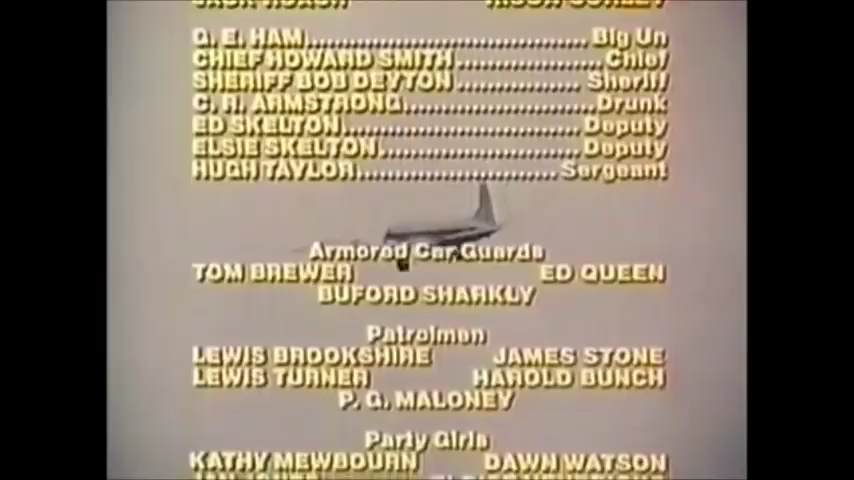 G. E. HAM................................Big Un
CHIEF HOWARD SMITH..................Chief
SHERIFF BOB DEYTON............... Sheriff
C. R. ARMSTRONG........................Drunk
ED SKELTON.............................Deputy
ELSIE SKELTON.........................Deputy
HUGH TAYLOR.........................Sergeant
Armored Car Guards
TOM BREWER ED QUEEN
BUFORD SHARKLY
Patrolmen
LEWIS BROOKSHIRE JAMES STONE
LEWIS TURNER HAROLD BUNCH
P. G. MALONEY
Party Girls
KATHY MEWBOURN DAWN WATSON